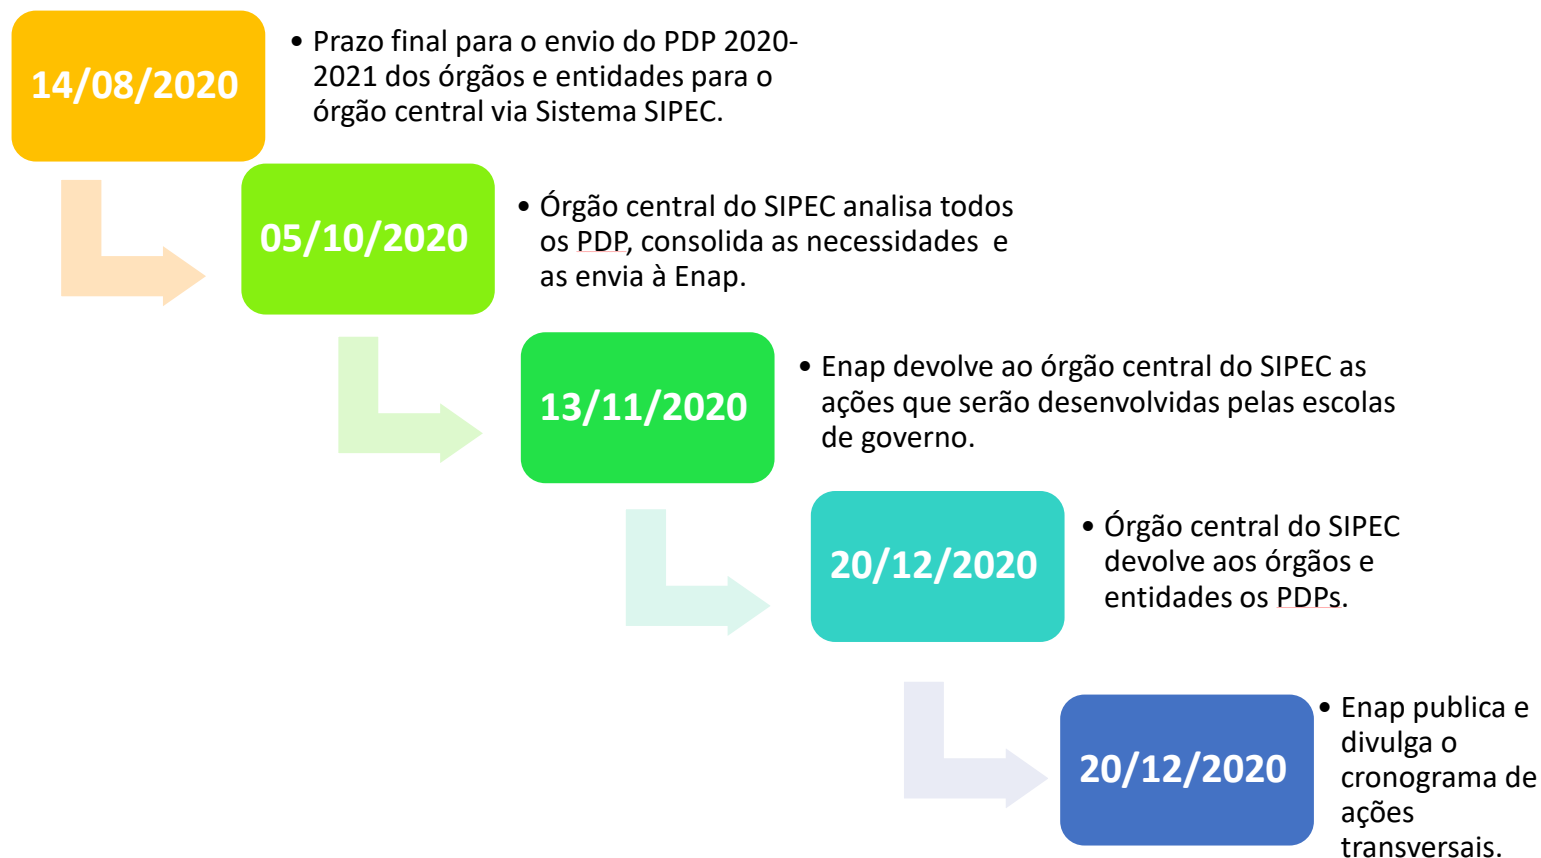 14/08/2020
• Prazo final para o envio do PDP 2020-
2021 dos órgãos e entidades para o
órgão central via Sistema SIPEC.
05/10/2020
• Órgão central do SIPEC analisa todos
os PDP, consolida as necessidades e
as envia à Enap.
13/11/2020
• Enap devolve ao órgão central do SIPEC as
ações que serão desenvolvidas pelas escolas
de governo.
20/12/2020
• Órgão central do SIPEC
devolve aos órgãos e
entidades os PDPs.
20/12/2020
• Enap publica e
divulga o
cronograma de
ações
transversais.